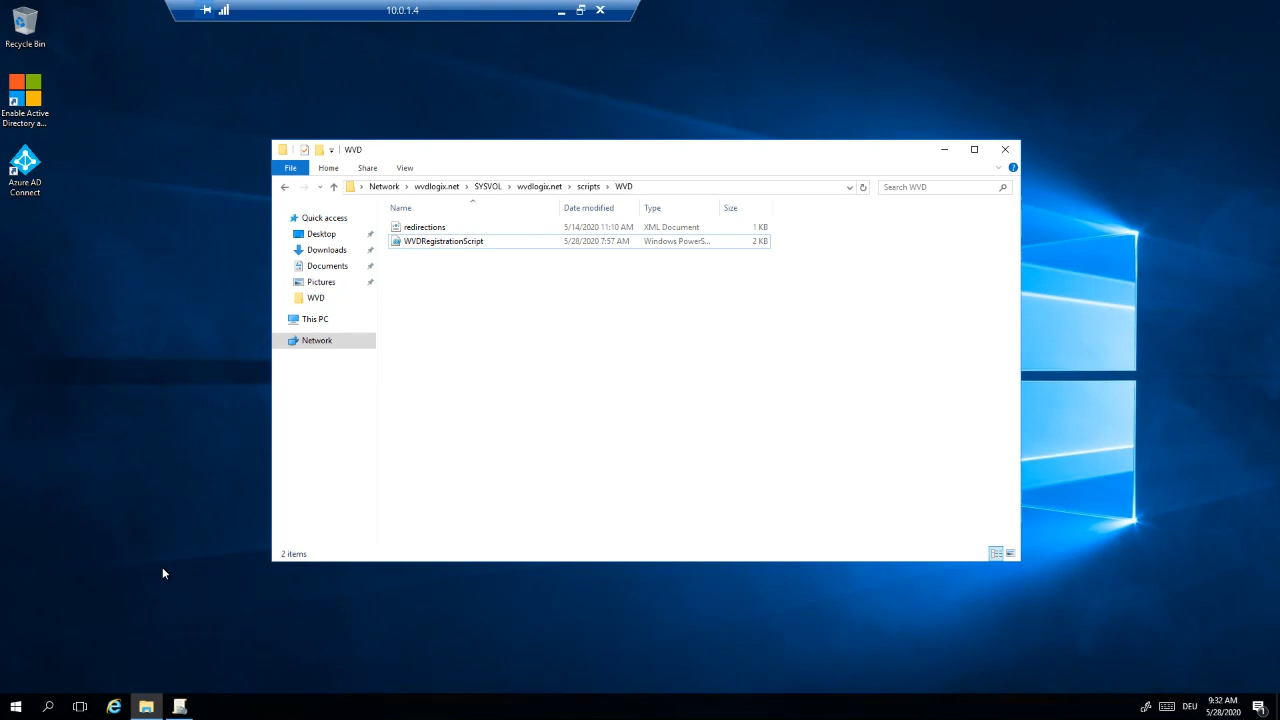 10.0.1.4
Recycle Bin
Enable Active
Directory a...
Azure AD
Connect
WVD
File Home Share View
Network wvdlogix.net SYSVOL wvdlogix.net scripts WVD
Search WVD
Name Date modified Type Size
redirections 5/14/2020 11:10 AM XML Document 1 KB
WVDRegistrationScript 5/28/2020 7:57 AM Windows PowerS... 2 KB
Quick access
Desktop
Downloads
Documents
Pictures
WVD
This PC
Network
2 items
DEU
9:32 AM
5/28/2020
1